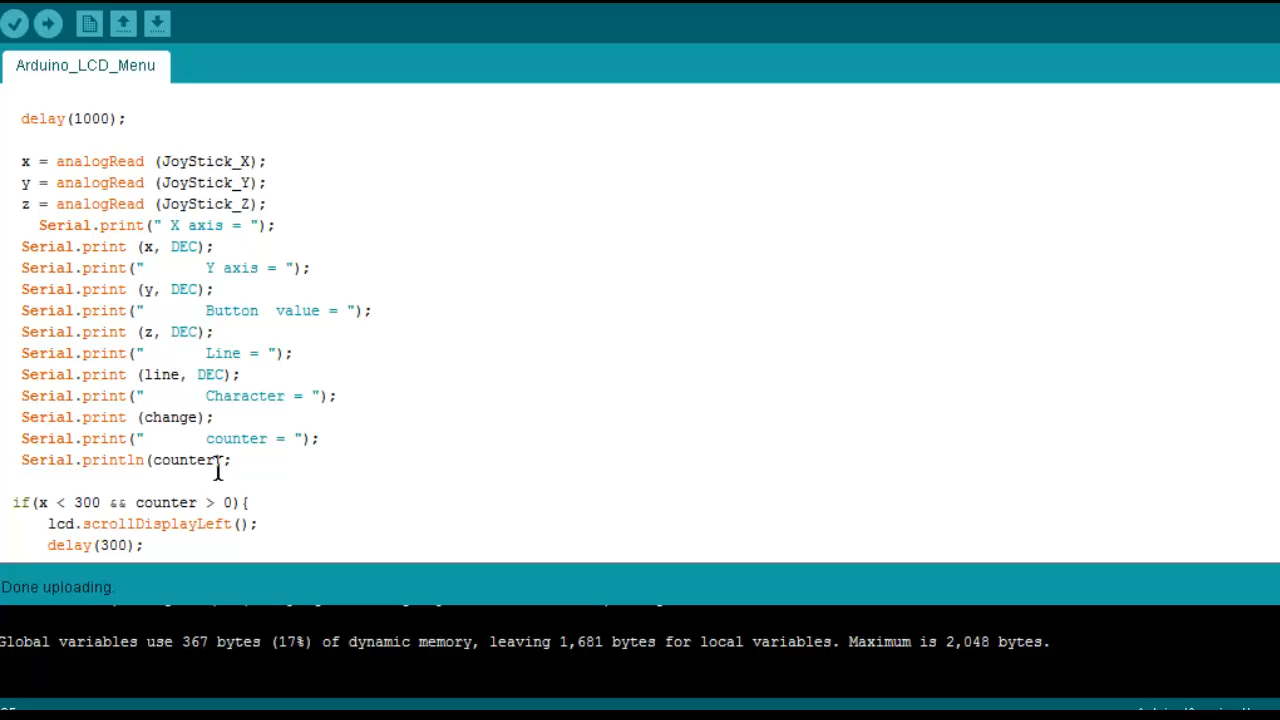 Arduino_LCD_Menu
delay(1000);
x = analogRead (JoyStick_X);
y = analogRead (JoyStick_Y);
z = analogRead (JoyStick_Z);
Serial.print(" X axis = ");
Serial.print (x, DEC);
Serial.print("       Y axis = ");
Serial.print (y, DEC);
Serial.print("       Button  value = ");
Serial.print (z, DEC);
Serial.print("       Line = ");
Serial.print (line, DEC);
Serial.print("       Character = ");
Serial.print (change);
Serial.print("       counter = ");
Serial.println(counter);
if(x < 300 && counter > 0){
lcd.scrollDisplayLeft();
delay(300);
Done uploading.
Global variables use 367 bytes (17%) of dynamic memory, leaving 1,681 bytes for local variables. Maximum is 2,048 bytes.